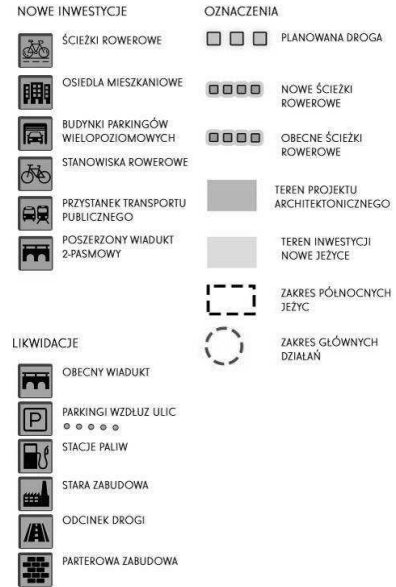 NOWE INWESTYCJE
ŚCIEŻKI ROWEROWE
OSIEDLA MIESZKANIOWE
BUDYNKI PARKINGÓW
WIELOPOZIOMOWYCH
STANOWISKA ROWEROWE
PRZYSTANEK TRANSPORTU
PUBLICZNEGO
POSZERZONY WIADUKT
2-PASMOWY
LIKWIDACJE
OBECNY WIADUKT
P
PARKINGI WZDŁUZ ULIC
STACJE PALIW
STARA ZABUDOWA
ODCINEK DROGI
PARTEROWA ZABUDOWA
OZNACZENIA
PLANOWANA DROGA
NOWE ŚCIEŻKI
ROWEROWE
OBECNE ŚCIEŻKI
ROWEROWE
TEREN PROJEKTU
ARCHITEKTONICZNEGO
TEREN INWESTYCJI
NOWE JEŻYCE
ZAKRES PÓŁNOCNYCH
JEŻYC
ZAKRES GŁÓWNYCH
DZIAŁAŃ